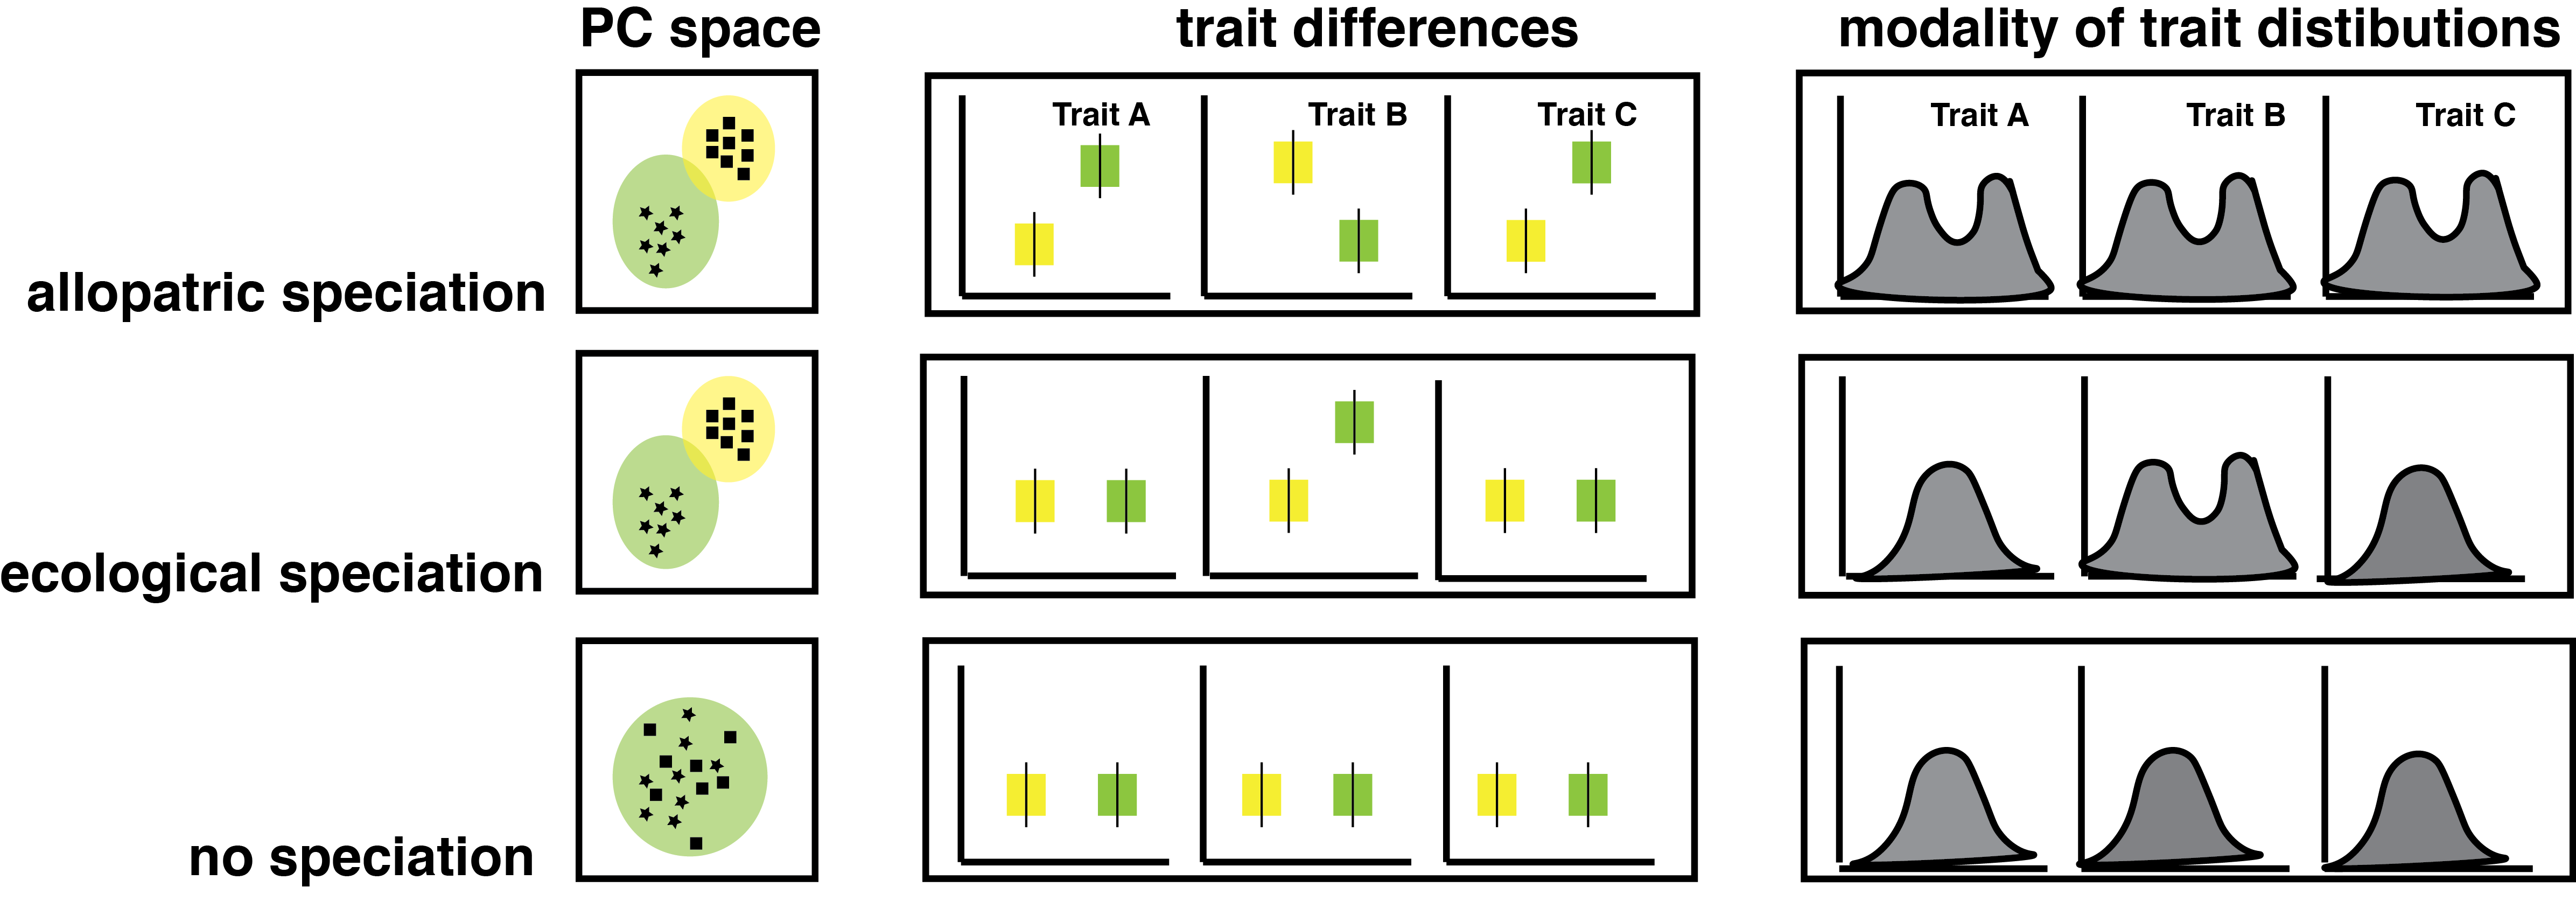 PC space
trait differences
modality of trait distibutions
allopatric speciation
Trait A
Trait B
Trait C
Trait A
Trait B
Trait C
ecological speciation
no speciation